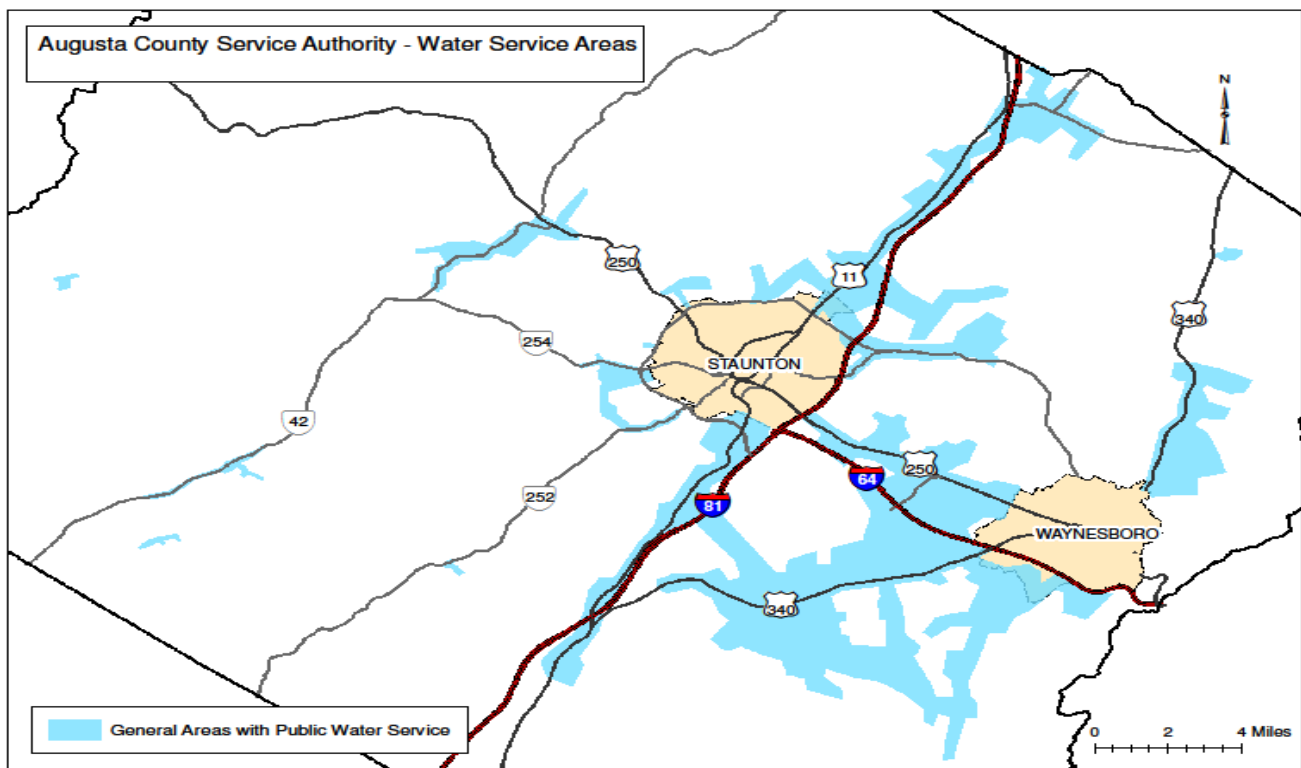 Augusta County Service Authority - Water Service Areas
N
250
11
340
254
STAUNTON
42
250
64
252
81
WAYNESBORO
340
General Areas with Public Water Service
0 2 4 Miles